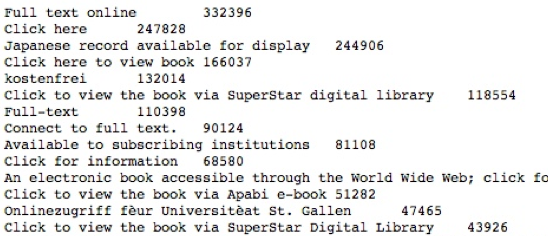 Full text online 332396
Click here 247828
Japanese record available for display 244906
Click here to view book 166037
kostenfrei 132014
Click to view the book via SuperStar digital library 118554
Full-text 110398
Connect to full text. 90124
Available to subscribing institutions 81108
Click for information 68580
An electronic book accessible through the World Wide Web; click fo
Click to view the book via Apabi e-book 51282
Onlinezugriff fèur Universitèat St. Gallen 47465
Click to view the book via SuperStar Digital Library 43926